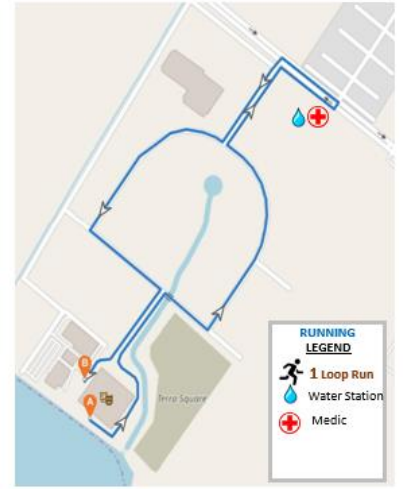 B
A
Terra Square
RUNNING
LEGEND
1 Loop Run
Water Station
Medic